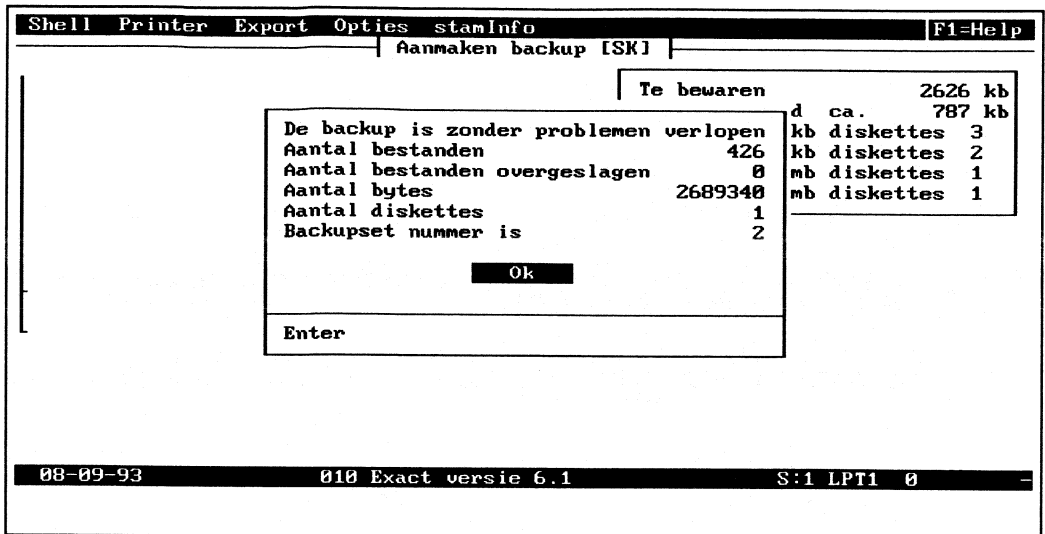 Shell Printer Export Opties stamInfo F1=Help
Aanmaken backup [SK]
Te bewaren 2626 kb
d ca. 787 kb
kb diskettes 3
kb diskettes 2
mb diskettes 1
mb diskettes 1
De backup is zonder problemen verlopen
Aantal bestanden 426
Aantal bestanden overgeslagen 0
Aantal bytes 2689340
Aantal diskettes 1
Backupset nummer is 2
Ok
Enter
08-09-93 010 Exact versie 6.1 S:1 LPT1 0 -